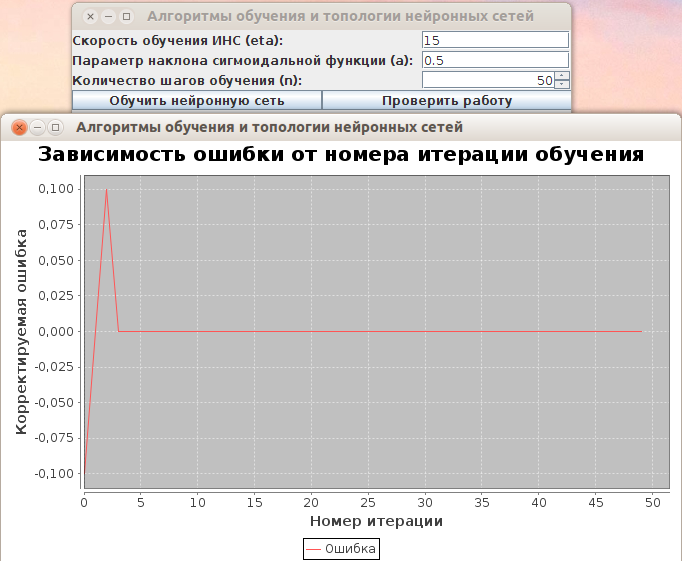 Алгоритмы обучения и топологии нейронных сетей
Скорость обучения ИНС (eta): 15
Параметр наклона сигмоидальной функции (a): 0.5
Количество шагов обучения (n): 50
Обучить нейронную сеть Проверить работу
Алгоритмы обучения и топологии нейронных сетей
Зависимость ошибки от номера итерации обучения
Корректируемая ошибка
0,100
0,075
0,050
0,025
0,000
-0,025
-0,050
-0,075
-0,100
0 5 10 15 20 25 30 35 40 45 50
Номер итерации
Ошибка